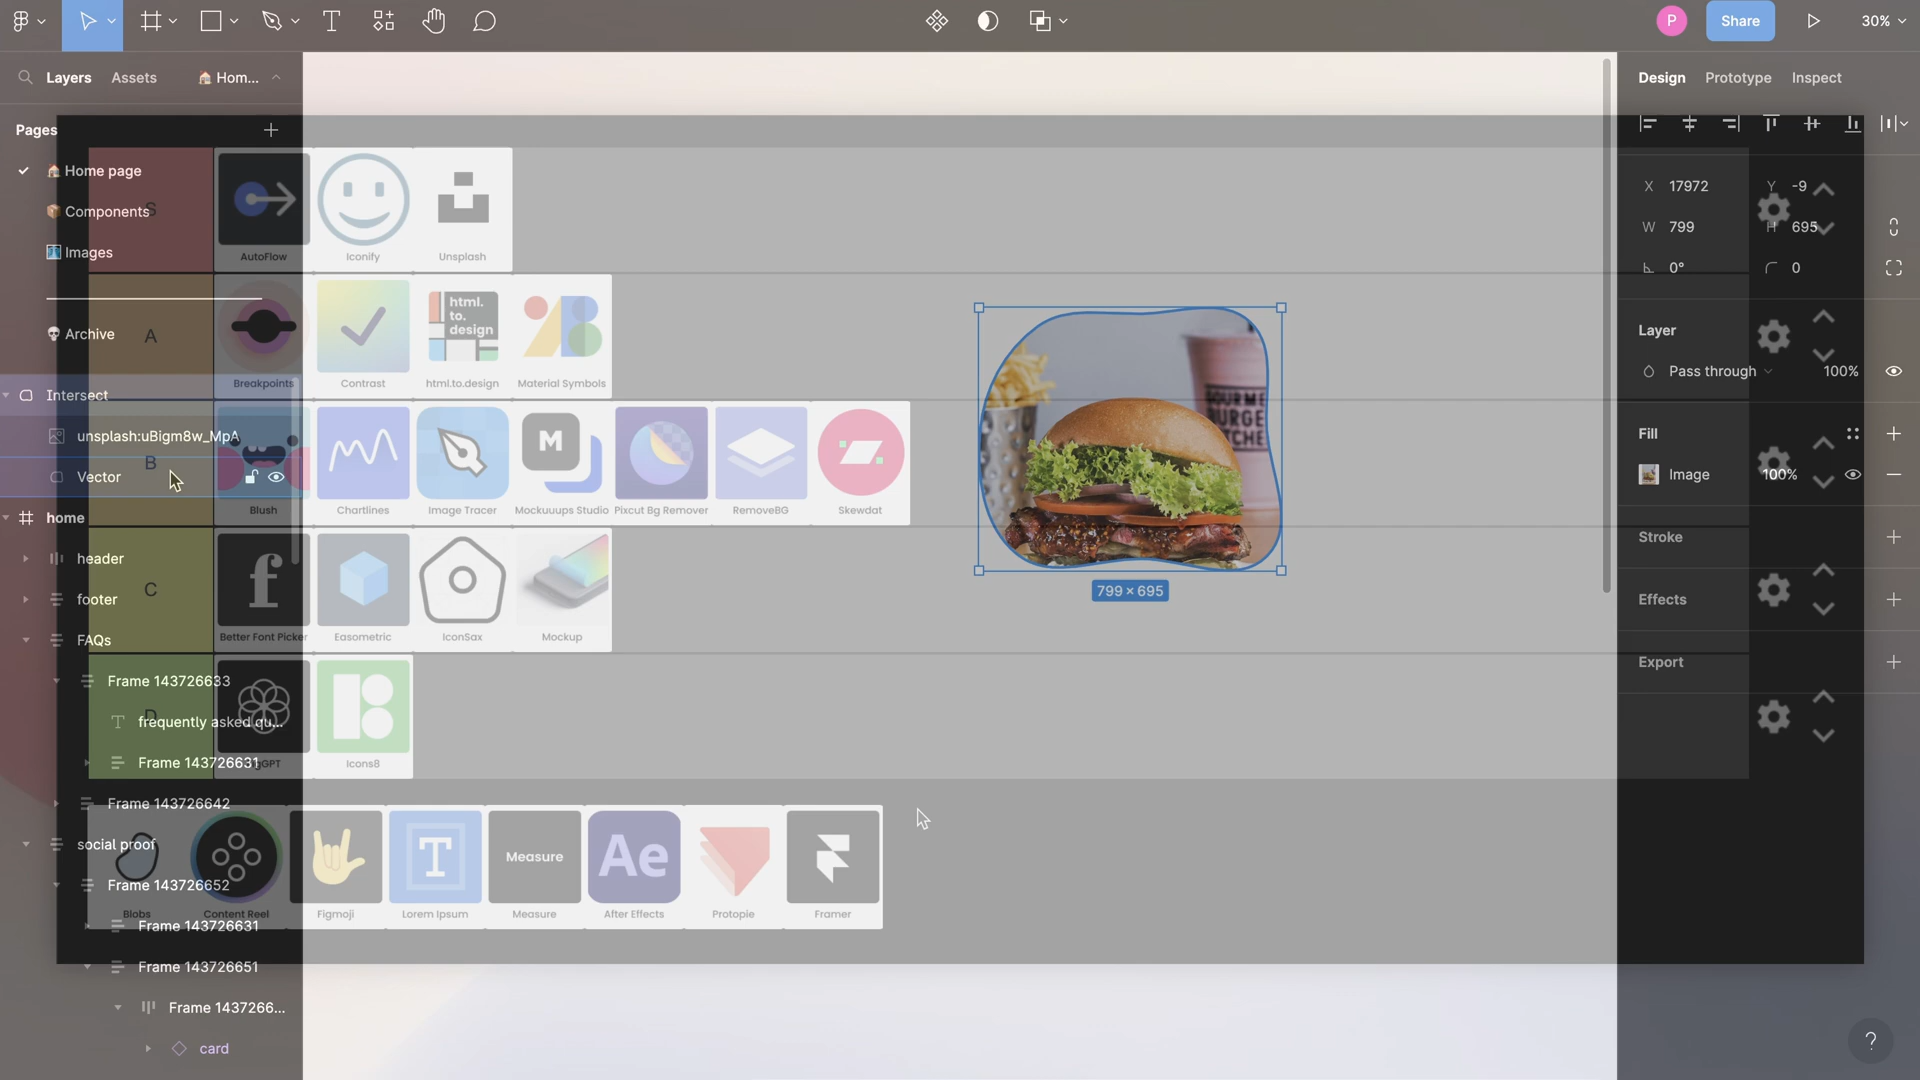 P
Share
30%
Layers
Assets
Hom...
Design
Prototype
Inspect
Pages
Home page
Components
Images
Archive
Intersect
unsplash:uBigm8w_MpA
Vector
home
header
footer
FAQs
Frame 143726633
frequently asked qu...
Frame 143726631
Frame 143726642
social proof
Frame 143726652
Frame 143726631
Frame 143726651
Frame 1437266...
card
S
AutoFlow
Iconify
Unsplash
A
Breakpoints
Contrast
html.
to.
design
html.to.design
Material Symbols
B
Blush
Chartlines
Image Tracer
M
Mockuuups Studio
Pixcut Bg Remover
RemoveBG
Skewdat
C
f
Better Font Picker
Easometric
IconSax
Mockup
D
Icons8
Blobs
Content Reel
Figmoji
T
Lorem Ipsum
Measure
Measure
Ae
After Effects
Protopie
Framer
799 × 695
X 17972
Y -9
W 799
H 695
0°
0
Layer
Pass through
100%
Fill
Image
100%
Stroke
Effects
Export
?